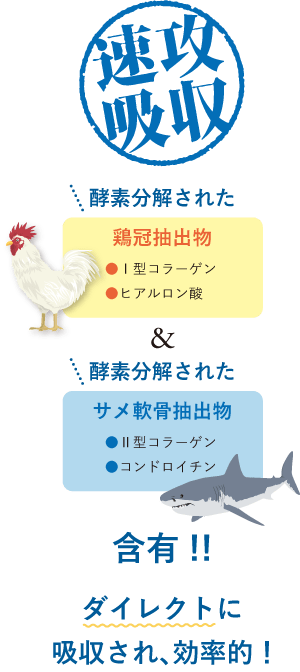 速攻
吸収
酵素分解された
鶏冠抽出物
●Ⅰ型コラーゲン
●ヒアルロン酸
&
酵素分解された
サメ軟骨抽出物
●Ⅱ型コラーゲン
●コンドロイチン
含有!!
ダイレクトに
吸収され、効率的!